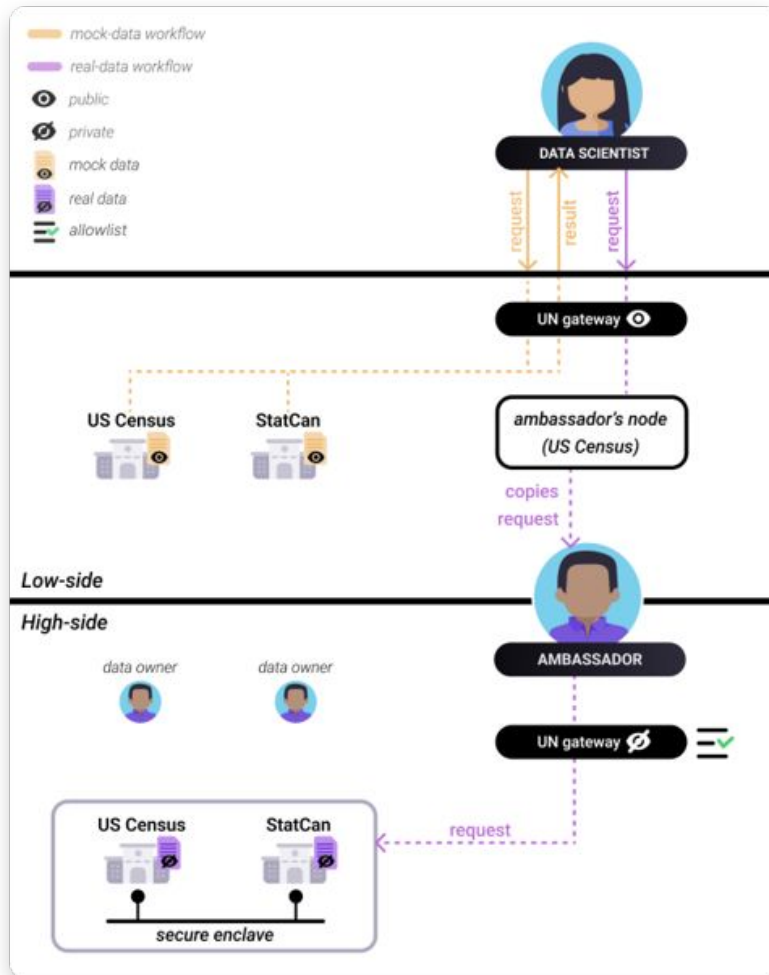 mock-data workflow
real-data workflow
public
private
mock data
real data
allowlist
DATA SCIENTIST
request
result
request
UN gateway
US Census
StatCan
ambassador's node
(US Census)
copies
request
Low-side
High-side
data owner
data owner
AMBASSADOR
UN gateway
request
US Census
StatCan
secure enclave